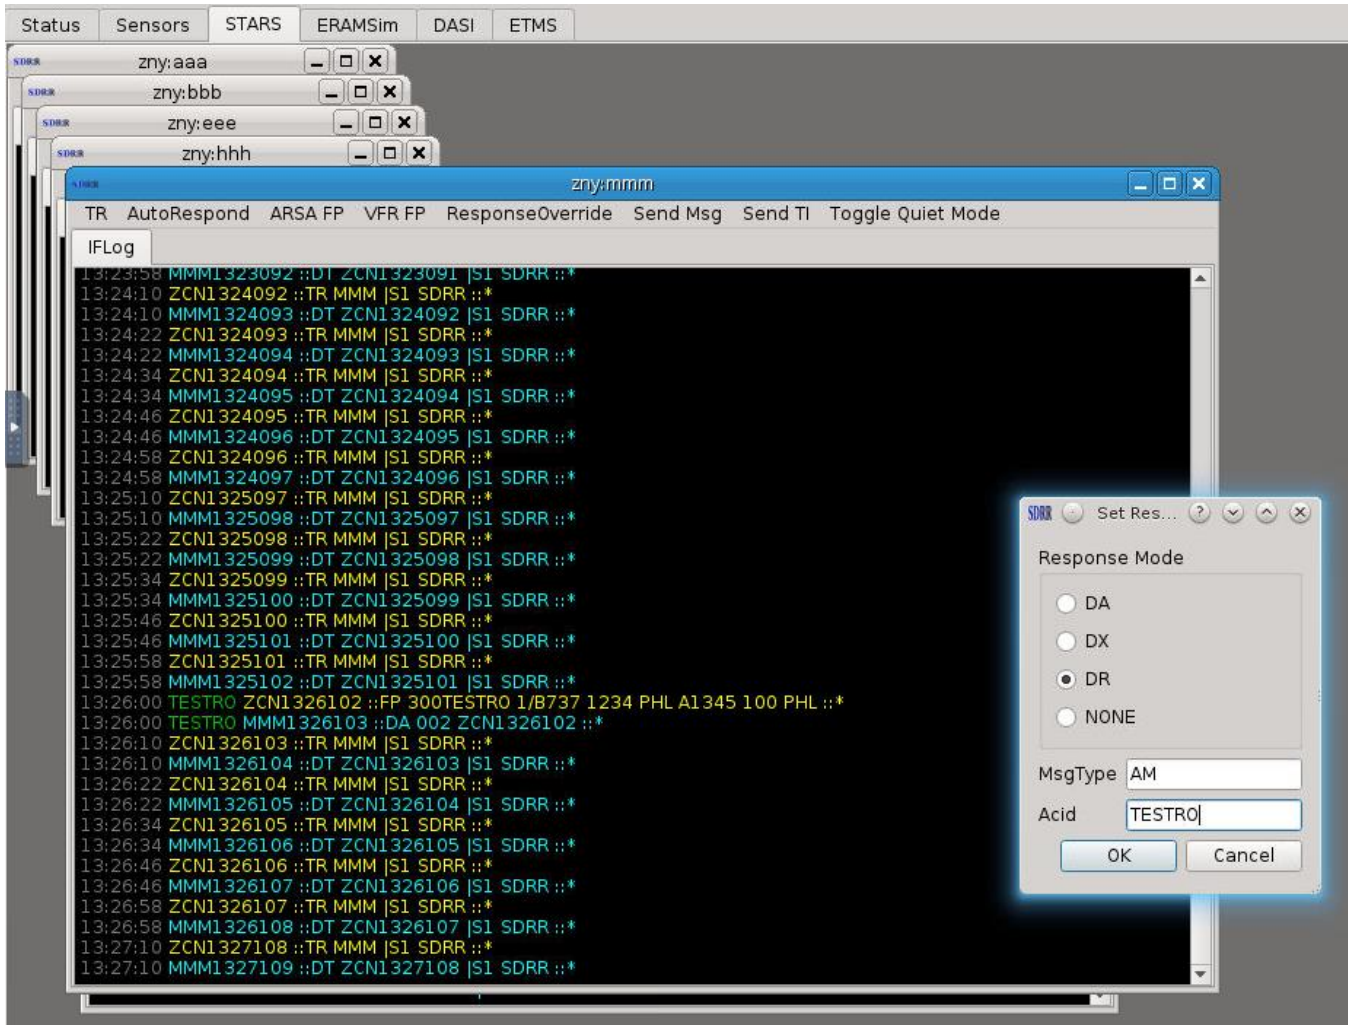 Status Sensors STARS ERAMSim DASI ETMS
SDRR zny:aaa
SDRR zny:bbb
SDRR zny:eee
SDRR zny:hhh
SDRR zny:mmm
TR AutoRespond ARSA FP VFR FP ResponseOverride Send Msg Send TI Toggle Quiet Mode
IFLog
13:23:58 MMM1323092 ::DT ZCN1323091 |S1 SDRR ::*
13:24:10 ZCN1324092 ::TR MMM |S1 SDRR ::*
13:24:10 MMM1324093 ::DT ZCN1324092 |S1 SDRR ::*
13:24:22 ZCN1324093 ::TR MMM |S1 SDRR ::*
13:24:22 MMM1324094 ::DT ZCN1324093 |S1 SDRR ::*
13:24:34 ZCN1324094 ::TR MMM |S1 SDRR ::*
13:24:34 MMM1324095 ::DT ZCN1324094 |S1 SDRR ::*
13:24:46 ZCN1324095 ::TR MMM |S1 SDRR ::*
13:24:46 MMM1324096 ::DT ZCN1324095 |S1 SDRR ::*
13:24:58 ZCN1324096 ::TR MMM |S1 SDRR ::*
13:24:58 MMM1324097 ::DT ZCN1324096 |S1 SDRR ::*
13:25:10 ZCN1325097 ::TR MMM |S1 SDRR ::*
13:25:10 MMM1325098 ::DT ZCN1325097 |S1 SDRR ::*
13:25:22 ZCN1325098 ::TR MMM |S1 SDRR ::*
13:25:22 MMM1325099 ::DT ZCN1325098 |S1 SDRR ::*
13:25:34 ZCN1325099 ::TR MMM |S1 SDRR ::*
13:25:34 MMM1325100 ::DT ZCN1325099 |S1 SDRR ::*
13:25:46 ZCN1325100 ::TR MMM |S1 SDRR ::*
13:25:46 MMM1325101 ::DT ZCN1325100 |S1 SDRR ::*
13:25:58 ZCN1325101 ::TR MMM |S1 SDRR ::*
13:25:58 MMM1325102 ::DT ZCN1325101 |S1 SDRR ::*
13:26:00 TESTRO ZCN1326102 ::FP 300TESTRO 1/B737 1234 PHL A1345 100 PHL ::*
13:26:00 TESTRO MMM1326103 ::DA 002 ZCN1326102 ::*
13:26:10 ZCN1326103 ::TR MMM |S1 SDRR ::*
13:26:10 MMM1326104 ::DT ZCN1326103 |S1 SDRR ::*
13:26:22 ZCN1326104 ::TR MMM |S1 SDRR ::*
13:26:22 MMM1326105 ::DT ZCN1326104 |S1 SDRR ::*
13:26:34 ZCN1326105 ::TR MMM |S1 SDRR ::*
13:26:34 MMM1326106 ::DT ZCN1326105 |S1 SDRR ::*
13:26:46 ZCN1326106 ::TR MMM |S1 SDRR ::*
13:26:46 MMM1326107 ::DT ZCN1326106 |S1 SDRR ::*
13:26:58 ZCN1326107 ::TR MMM |S1 SDRR ::*
13:26:58 MMM1326108 ::DT ZCN1326107 |S1 SDRR ::*
13:27:10 ZCN1327108 ::TR MMM |S1 SDRR ::*
13:27:10 MMM1327109 ::DT ZCN1327108 |S1 SDRR ::*
SDRR Set Res...
Response Mode
DA
DX
DR
NONE
MsgType AM
Acid TESTRO
OK Cancel